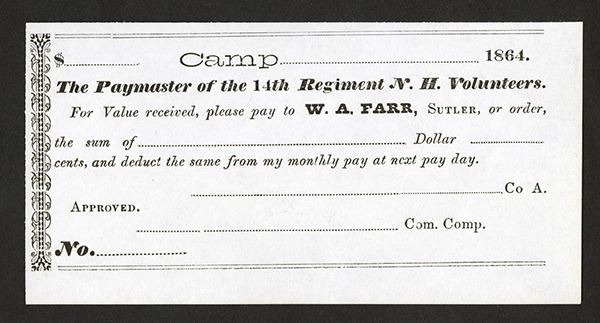 $ Camp 1864.
The Paymaster of the 14th Regiment N. H. Volunteers.
For Value received, please pay to W. A. FARR, SUTLER, or order,
the sum of Dollar
cents, and deduct the same from my monthly pay at next pay day.
Co A.
APPROVED.
Com. Comp.
No.